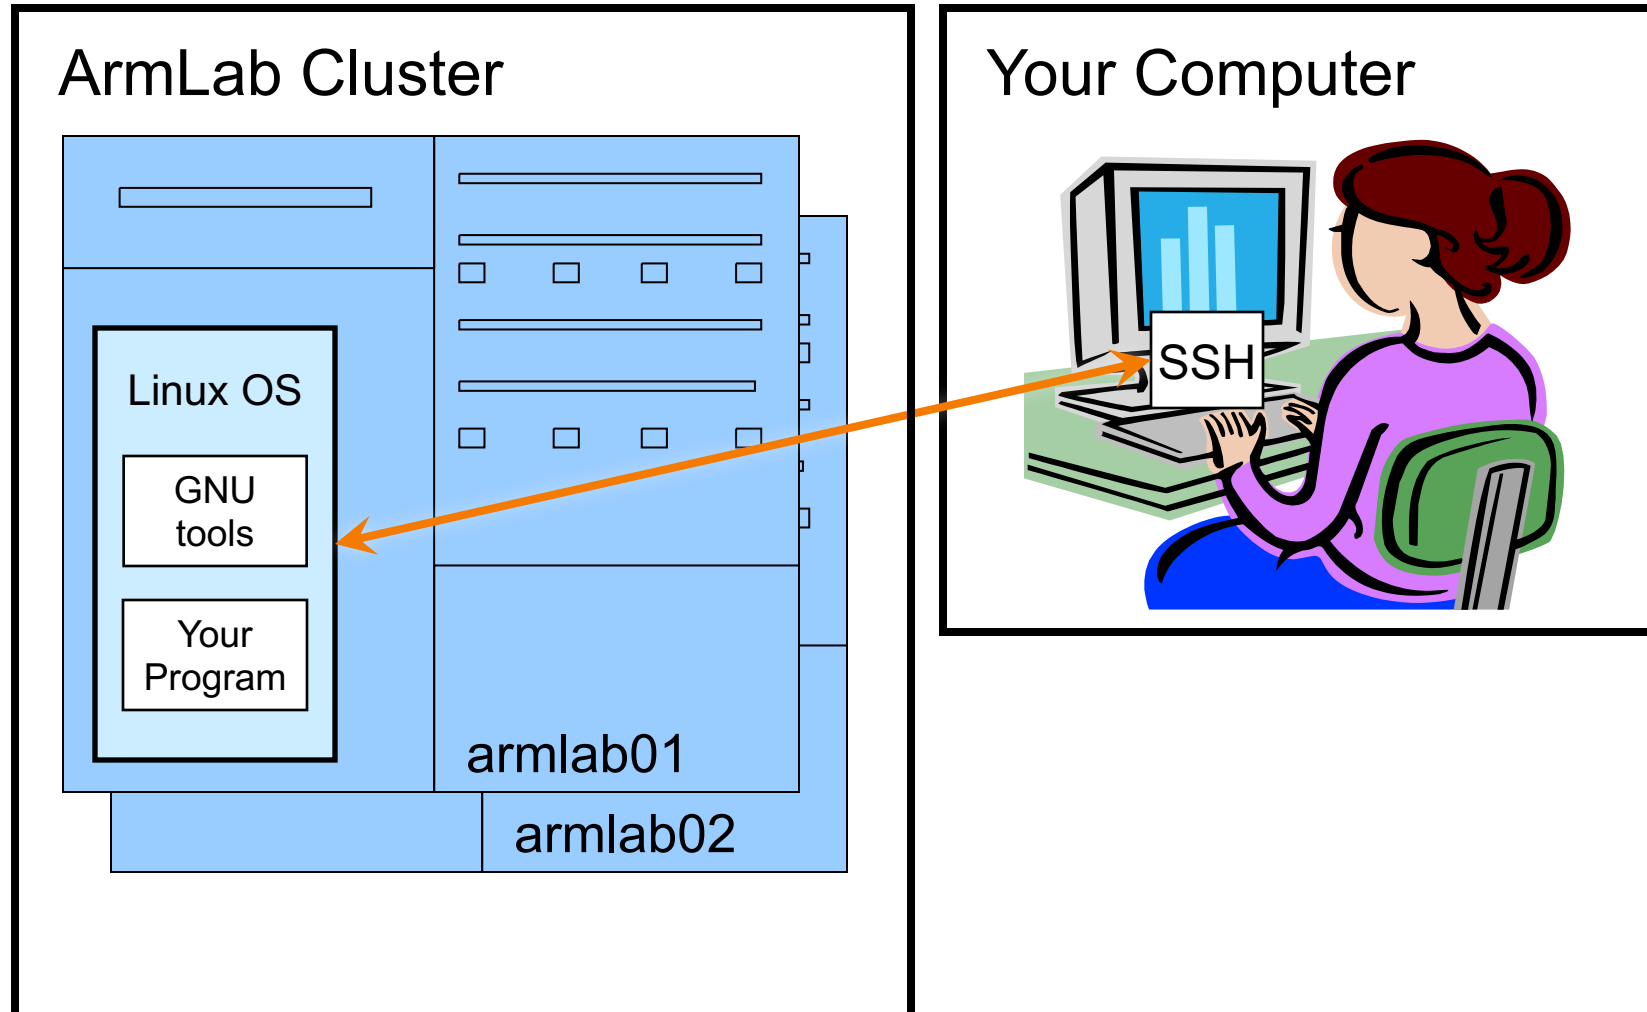 ArmLab Cluster
Linux OS
GNU
tools
Your
Program
armlab01
armlab02
Your Computer
SSH